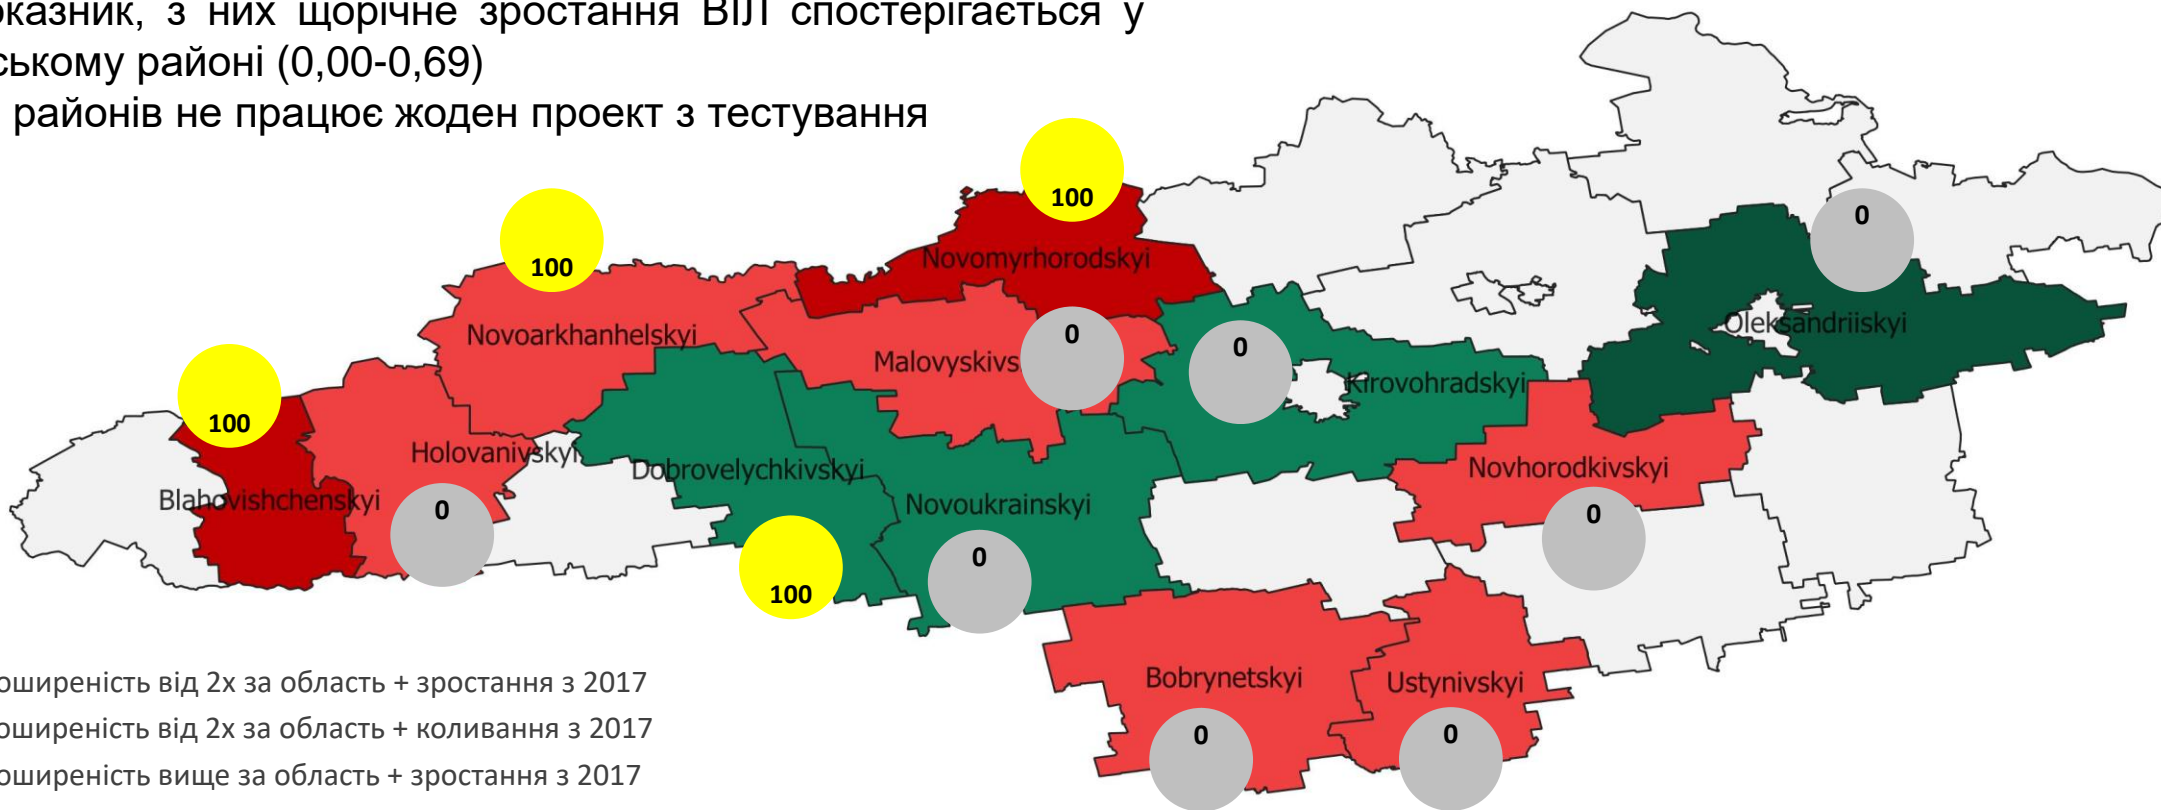 оказник, з них щорічне зростання ВІЛ спостерігається у
ському районі (0,00-0,69)
районів не працює жоден проект з тестування
100
Novomyrhorodskyi
0
100
Novoarkhanhelskyi
Oleksandriiskyi
Malovyskivs
0
0
Kirovohradskyi
100
Holovanivskyi
Blahovishchenskyi
0
Dobrovelychkivskyi
Novoukrainskyi
Novhorodkivskyi
0
0
100
Bobrynetskyi
Ustynivskyi
0
0
оширеність від 2х за область + зростання з 2017
оширеність від 2х за область + коливання з 2017
оширеність вище за область + зростання з 2017